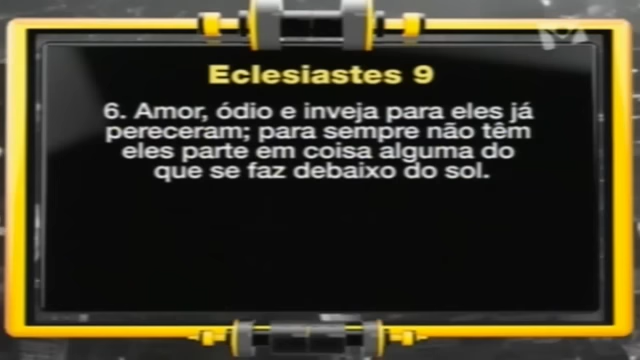 Eclesiastes 9
6. Amor, ódio e inveja para eles já
pereceram; para sempre não têm
eles parte em coisa alguma do
que se faz debaixo do sol.